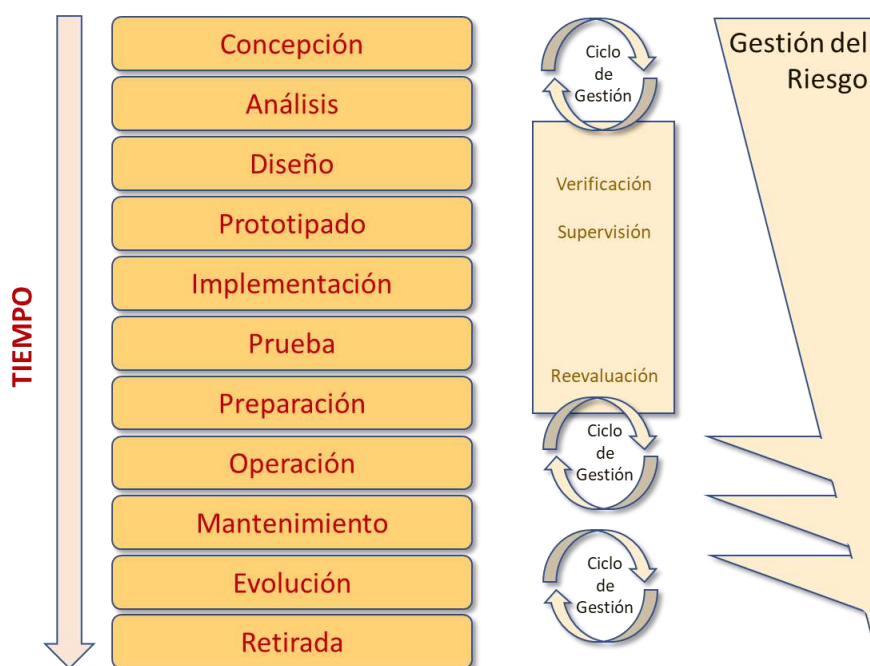 TIEMPO
Concepción
Análisis
Diseño
Prototipado
Implementación
Prueba
Preparación
Operación
Mantenimiento
Evolución
Retirada
Ciclo
de
Gestión
Verificación
Supervisión
Reevaluación
Ciclo
de
Gestión
Ciclo
de
Gestión
Gestión del
Riesgo